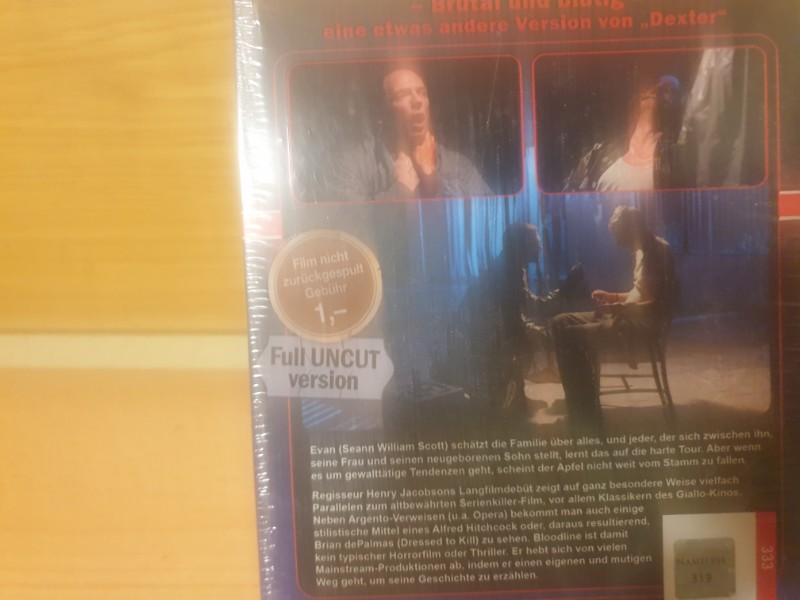 – Brutal und blutig –
eine etwas andere Version von „Dexter“
Film nicht
zurückgespult
Gebühr
1,–
Full UNCUT
version
Evan (Seann William Scott) schätzt die Familie über alles, und jeder, der sich zwischen ihn,
seine Frau und seinen neugeborenen Sohn stellt, lernt das auf die harte Tour. Aber wenn
es um gewalttätige Tendenzen geht, scheint der Apfel nicht weit vom Stamm zu fallen.
Regisseur Henry Jacobsons Langfilmdebüt zeigt auf ganz besondere Weise vielfach
Parallelen zum altbewährten Serienkiller-Film, vor allem Klassikern des Giallo-Kinos.
Neben Argento-Verweisen (u.a. Opera) bekommt man auch einige
stilistische Mittel eines Alfred Hitchcock oder, daraus resultierend,
Brian dePalmas (Dressed to Kill) zu sehen. Bloodline ist damit
kein typischer Horrorfilm oder Thriller. Er hebt sich von vielen
Mainstream-Produktionen ab, indem er einen eigenen und mutigen
Weg geht, um seine Geschichte zu erzählen.
319
333